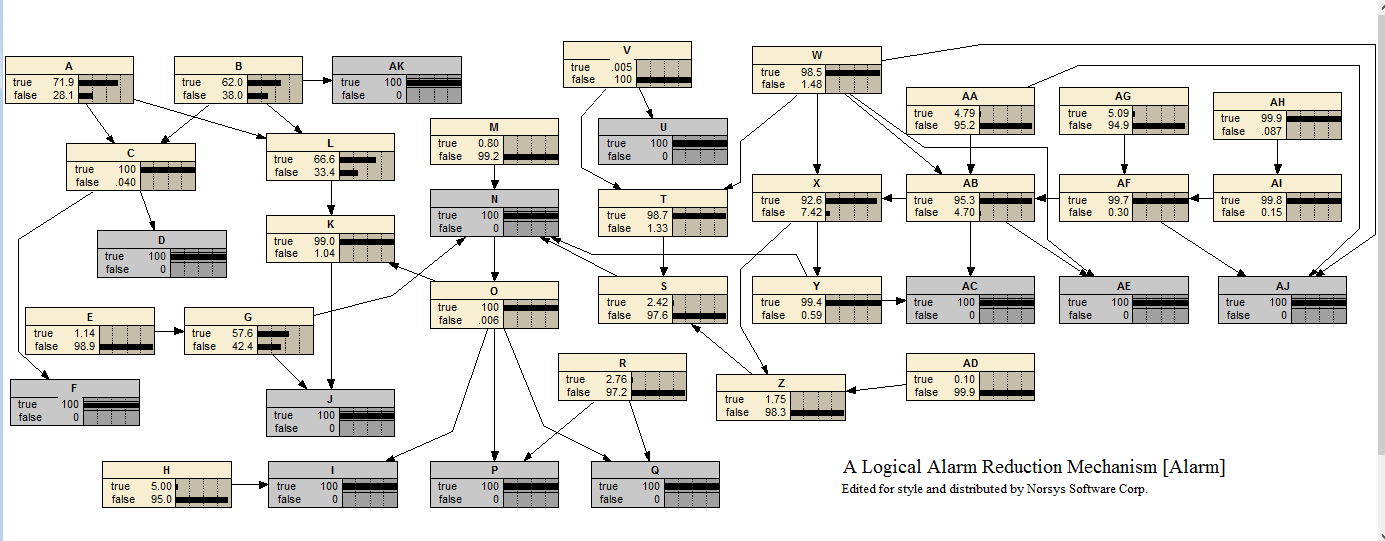 V
true .005
false 100
W
true 98.5
false 1.48
A
true 71.9
false 28.1
B
true 62.0
false 38.0
AK
true 100
false 0
AA
true 4.79
false 95.2
AG
true 5.09
false 94.9
AH
true 99.9
false .087
M
true 0.80
false 99.2
U
true 100
false 0
L
true 66.6
false 33.4
C
true 100
false .040
N
true 100
false 0
T
true 98.7
false 1.33
X
true 92.6
false 7.42
AB
true 95.3
false 4.70
AF
true 99.7
false 0.30
AI
true 99.8
false 0.15
K
true 99.0
false 1.04
D
true 100
false 0
O
true 100
false .006
S
true 2.42
false 97.6
Y
true 99.4
false 0.59
AC
true 100
false 0
AE
true 100
false 0
AJ
true 100
false 0
E
true 1.14
false 98.9
G
true 57.6
false 42.4
R
true 2.76
false 97.2
Z
true 1.75
false 98.3
AD
true 0.10
false 99.9
F
true 100
false 0
J
true 100
false 0
H
true 5.00
false 95.0
I
true 100
false 0
P
true 100
false 0
Q
true 100
false 0
A Logical Alarm Reduction Mechanism [Alarm]
Edited for style and distributed by Norsys Software Corp.